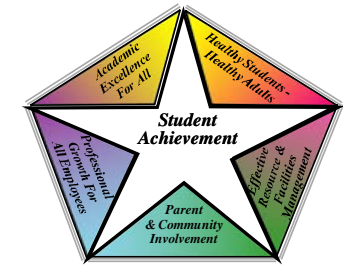 Academic
Excellence
For All
Healthy Students-
Healthy Adults
Student
Achievement
Professional
Growth For
All Employees
Effective
Resource &
Facilities
Management
Parent
& Community
Involvement